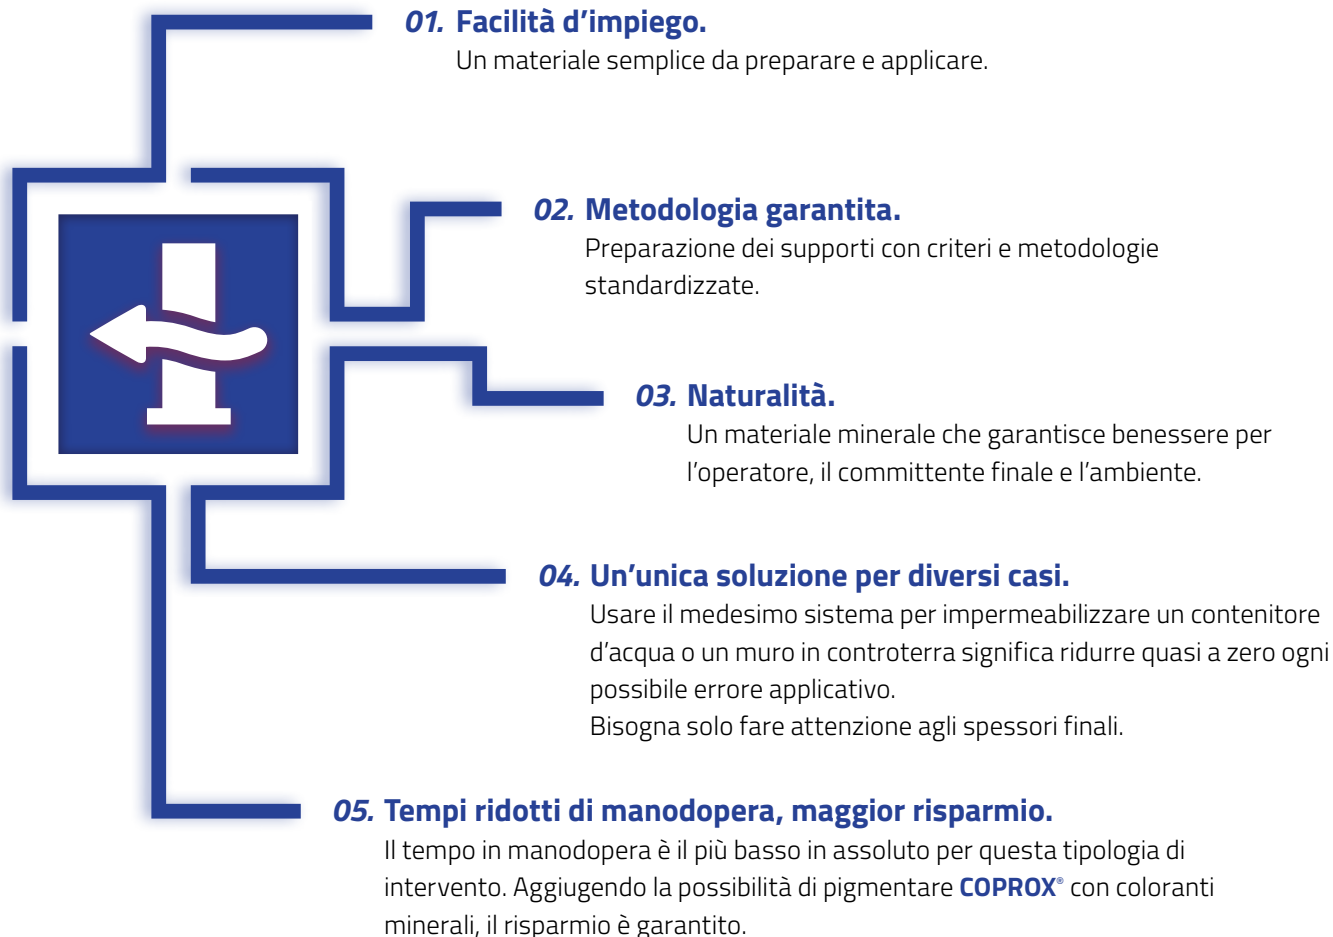 01. Facilità d’impiego.
Un materiale semplice da preparare e applicare.
02. Metodologia garantita.
Preparazione dei supporti con criteri e metodologie
standardizzate.
03. Naturalità.
Un materiale minerale che garantisce benessere per
l’operatore, il committente finale e l’ambiente.
04. Un’unica soluzione per diversi casi.
Usare il medesimo sistema per impermeabilizzare un contenitore
d’acqua o un muro in controterra significa ridurre quasi a zero ogni
possibile errore applicativo.
Bisogna solo fare attenzione agli spessori finali.
05. Tempi ridotti di manodopera, maggior risparmio.
Il tempo in manodopera è il più basso in assoluto per questa tipologia di
intervento. Aggiugendo la possibilità di pigmentare COPROX® con coloranti
minerali, il risparmio è garantito.